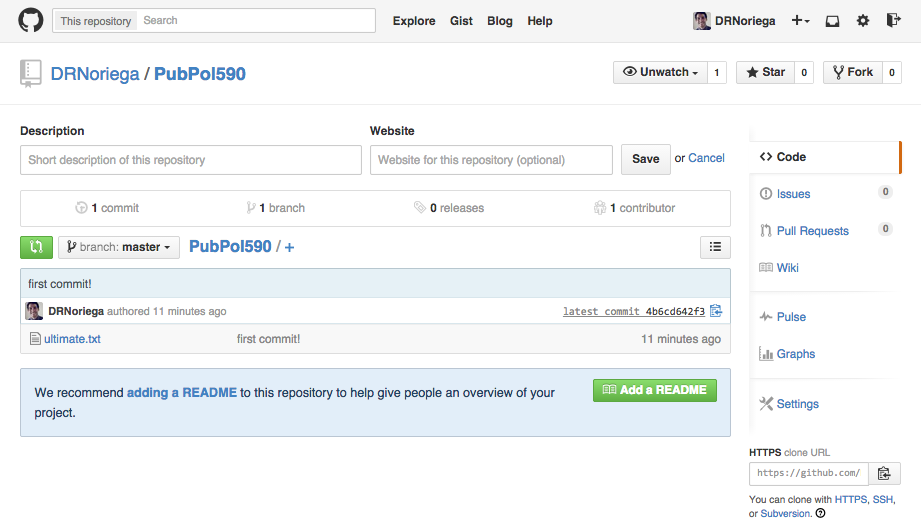 This repository Search Explore Gist Blog Help DRNoriega
DRNoriega / PubPol590 Unwatch 1 Star 0 Fork 0
Description Website
Short description of this repository Website for this repository (optional) Save or Cancel
1 commit 1 branch 0 releases 1 contributor
branch: master PubPol590 / +
first commit!
DRNoriega authored 11 minutes ago latest commit 4b6cd642f3
ultimate.txt first commit! 11 minutes ago
We recommend adding a README to this repository to help give people an overview of your
project.
Add a README
Code
Issues 0
Pull Requests 0
Wiki
Pulse
Graphs
Settings
HTTPS clone URL
https://github.com/
You can clone with HTTPS, SSH,
or Subversion.